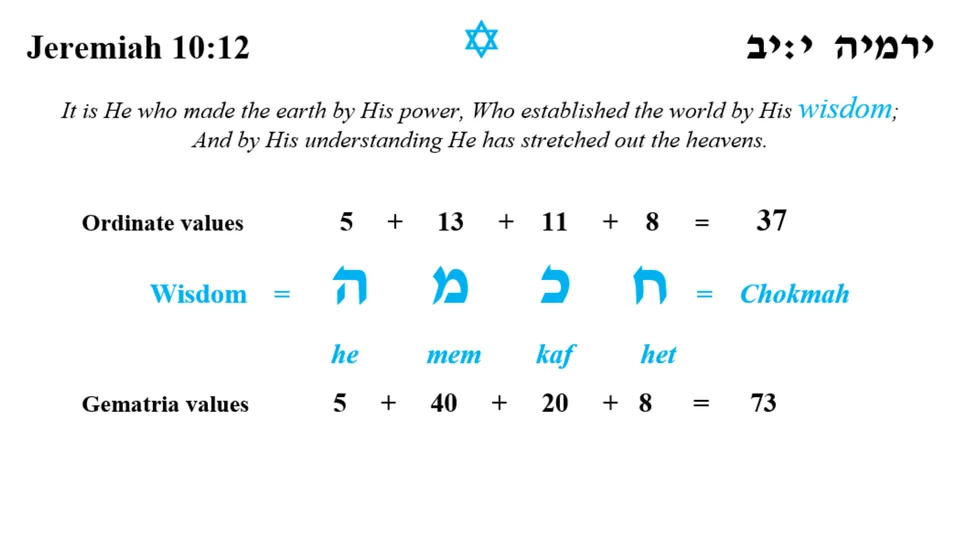 Jeremiah 10:12
ירמיה י:יב
It is He who made the earth by His power, Who established the world by His wisdom;
And by His understanding He has stretched out the heavens.
Ordinate values 5 + 13 + 11 + 8 = 37
Wisdom = ה מ כ ח = Chokmah
he mem kaf het
Gematria values 5 + 40 + 20 + 8 = 73